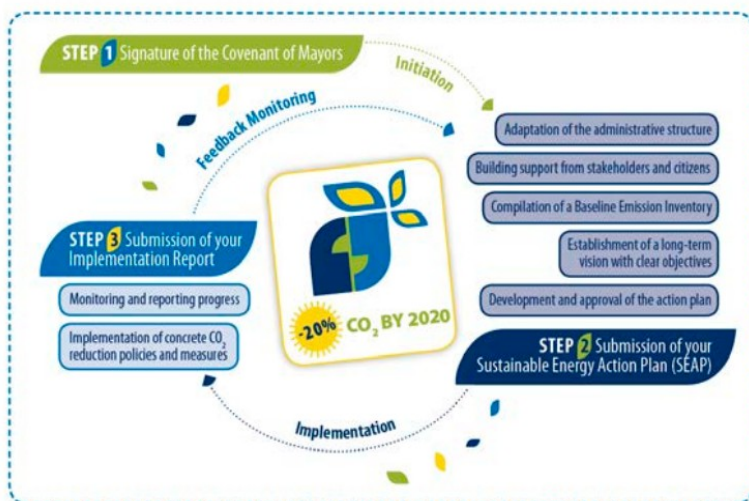 STEP 1 Signature of the Covenant of Mayors
Initiation
Feedback Monitoring
Adaptation of the administrative structure
Building support from stakeholders and citizens
Compilation of a Baseline Emission Inventory
Establishment of a long-term
vision with clear objectives
Development and approval of the action plan
STEP 2 Submission of your
Sustainable Energy Action Plan (SEAP)
Implementation
STEP 3 Submission of your
Implementation Report
Monitoring and reporting progress
Implementation of concrete CO₂
reduction policies and measures
-20% CO₂ BY 2020